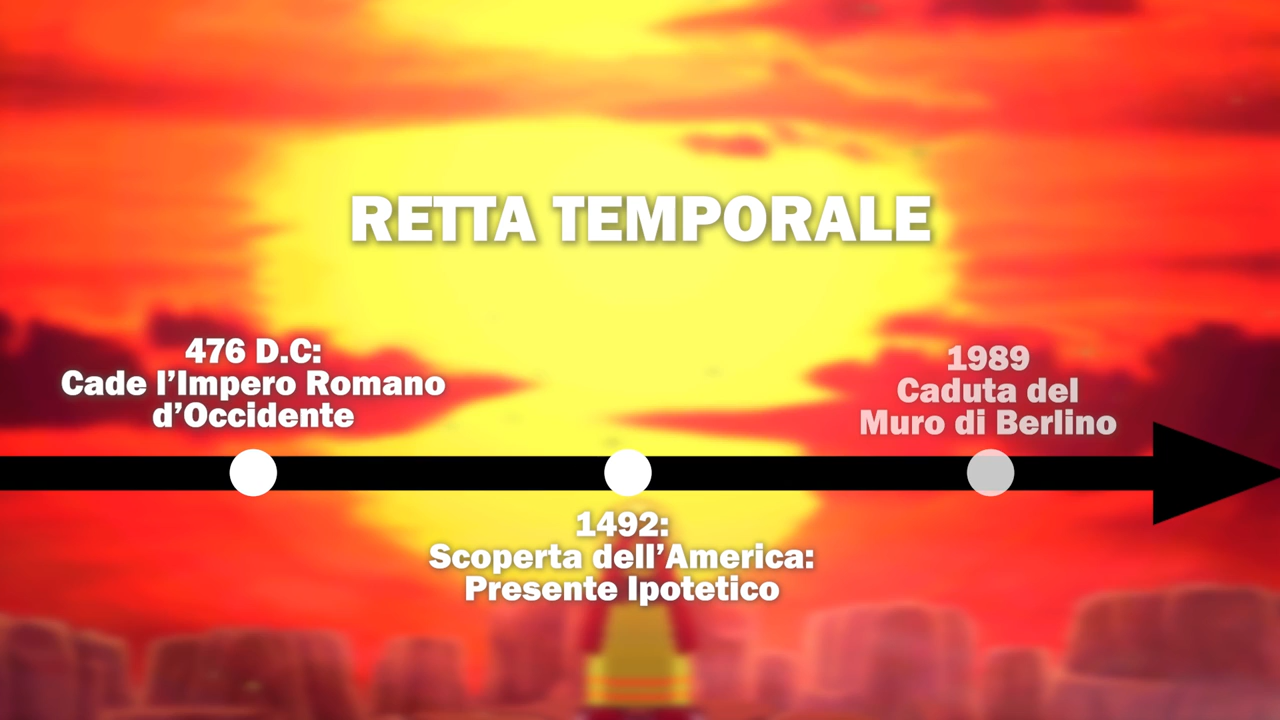 RETTA TEMPORALE
476 D.C:
Cade l’Impero Romano
d’Occidente
1989
Caduta del
Muro di Berlino
1492:
Scoperta dell’America:
Presente Ipotetico